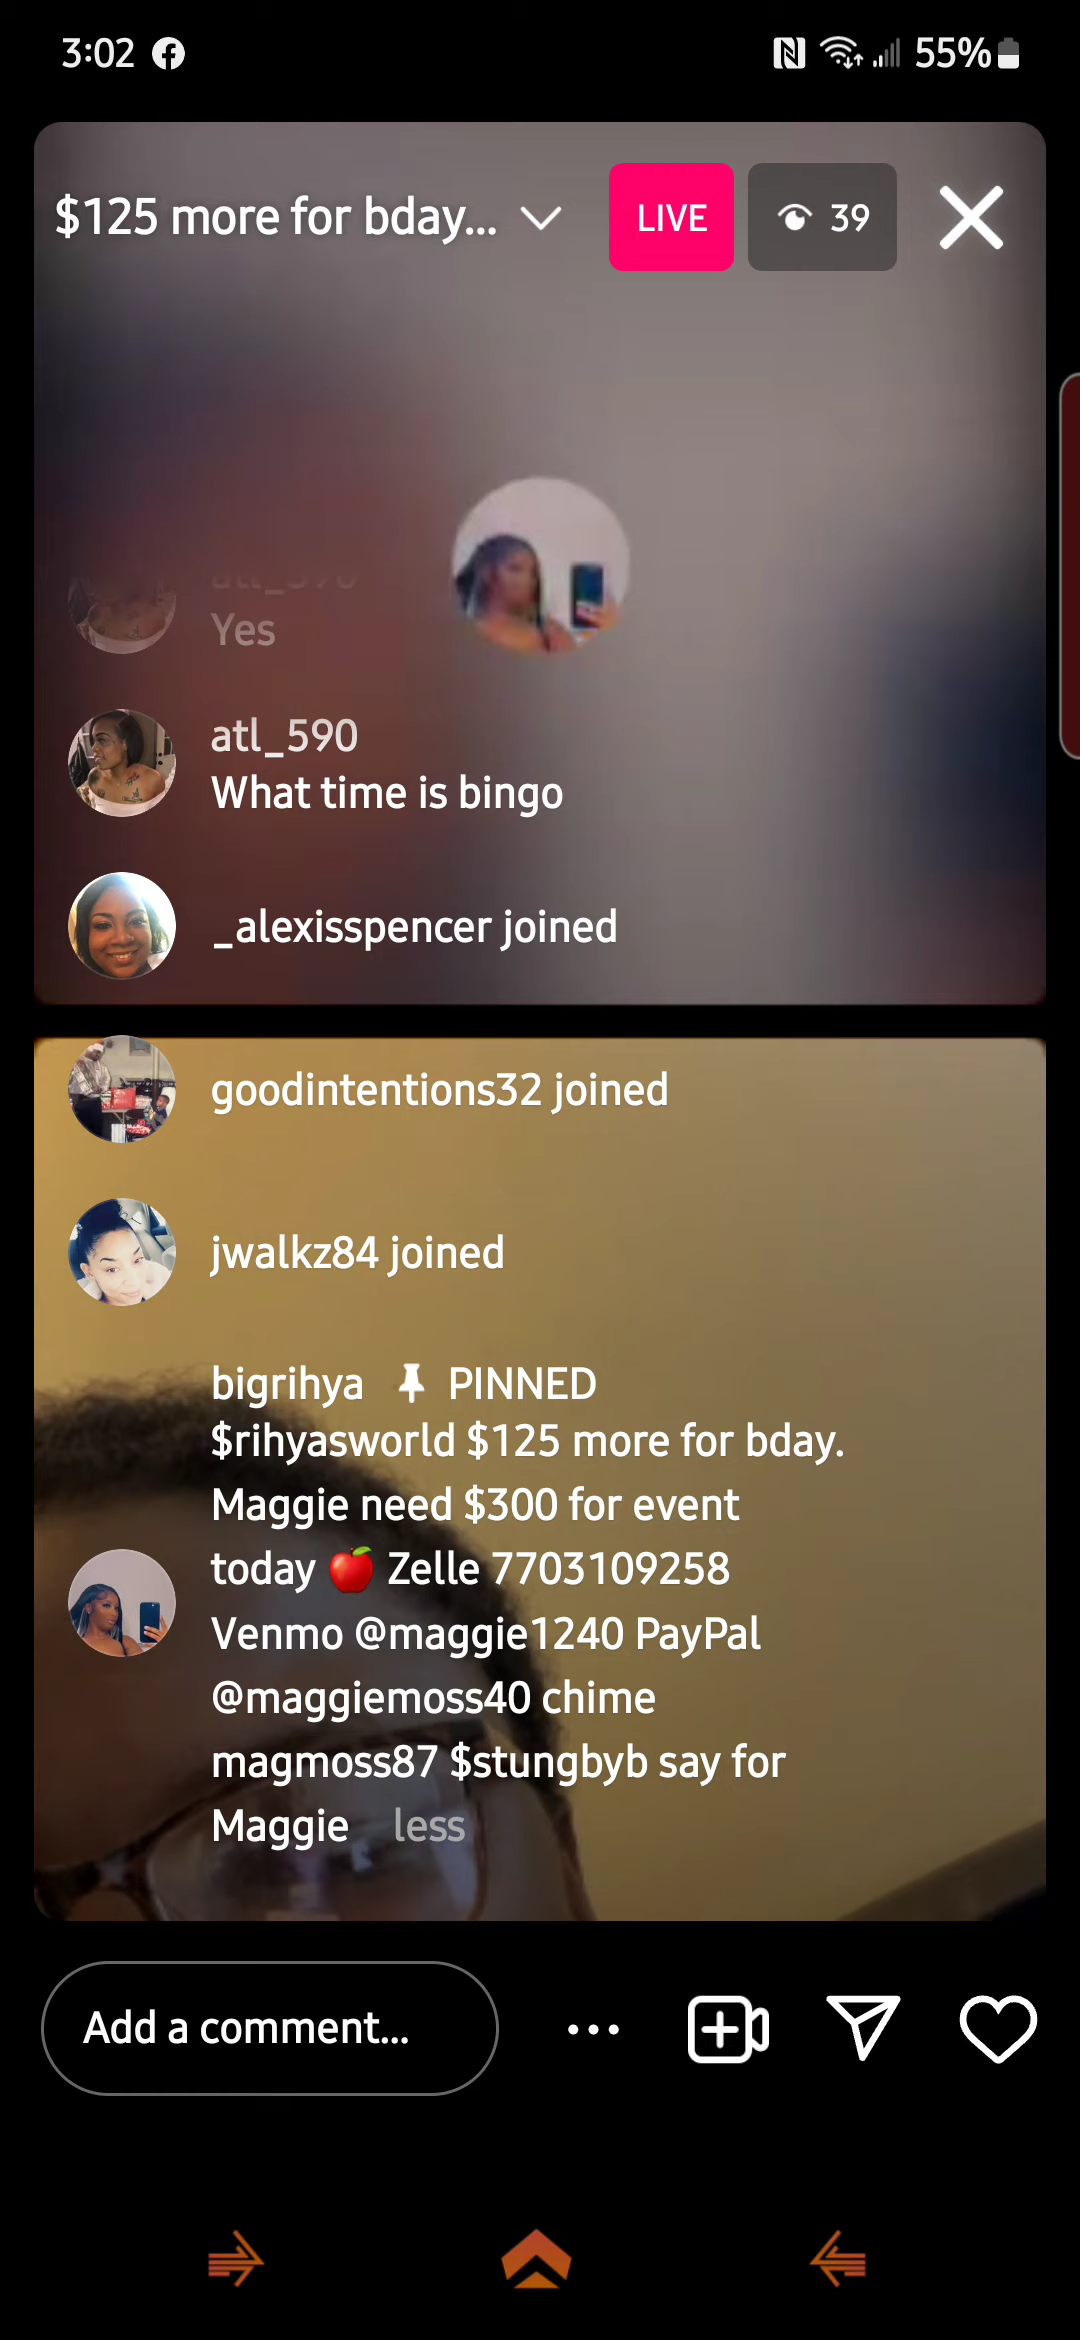 3:02 55%
$125 more for bday... LIVE 39
atl_590
Yes
atl_590
What time is bingo
_alexisspencer joined
goodintentions32 joined
jwalkz84 joined
bigrihya 📌 PINNED
$rihyasworld $125 more for bday.
Maggie need $300 for event
today 🍎 Zelle 7703109258
Venmo @maggie1240 PayPal
@maggiemoss40 chime
magmoss87 $stungbyb say for
Maggie less
Add a comment...